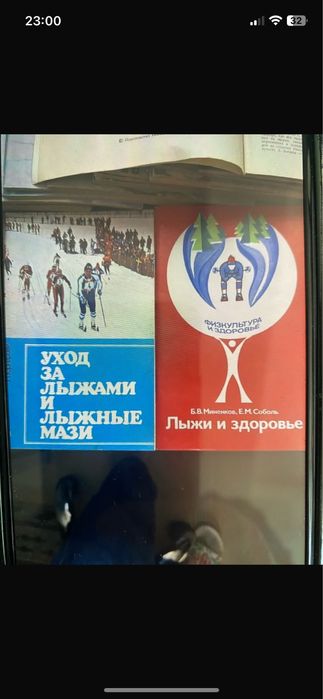 23:00
32
УХОД
ЗА
ЛЫЖАМИ
И
ЛЫЖНЫЕ
МАЗИ
ФИЗКУЛЬТУРА
И ЗДОРОВЬЕ
Б.В. Миненков, Е.М. Соболь
Лыжи и здоровье